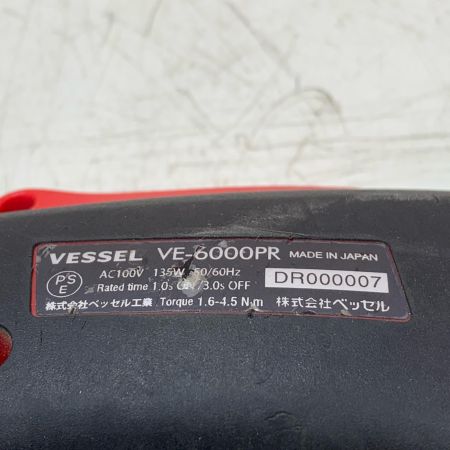 VESSEL VE-6000PR MADE IN JAPAN
PS
E
AC100V 135W 50/60Hz
DR000007
Rated time 1.0s ON/3.0s OFF
株式会社ベッセル工業 Torque 1.6-4.5 N·m 株式会社ベッセル